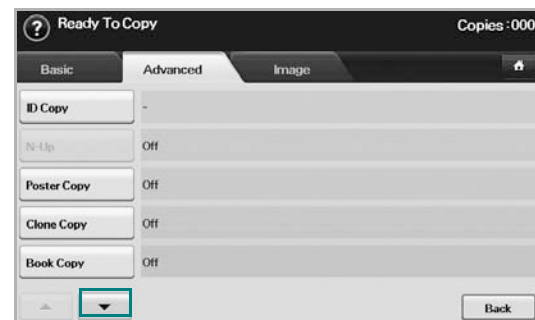 ? Ready To Copy Copies :000
Basic Advanced Image
ID Copy -
N-Up Off
Poster Copy Off
Clone Copy Off
Book Copy Off
Back